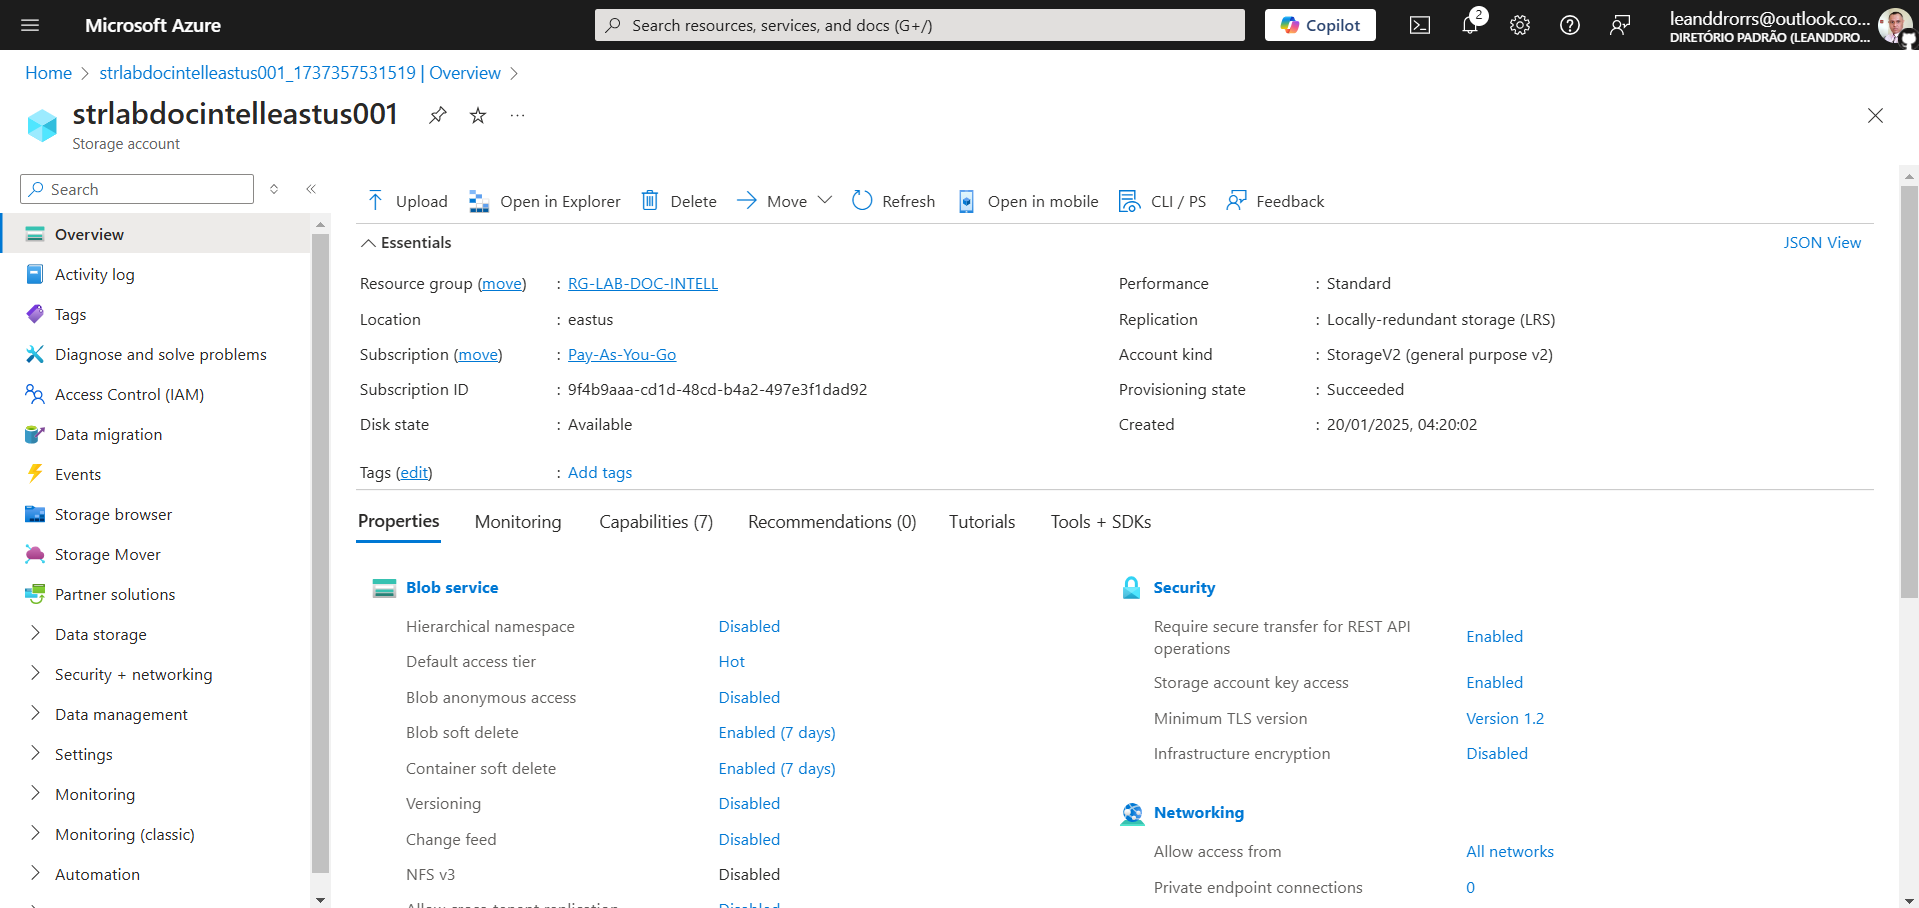 Microsoft Azure
Search resources, services, and docs (G+/)
Copilot
2
leanddrorrs@outlook.co...
DIRETÓRIO PADRÃO (LEANDDRO...
Home > strlabdocintelleastus001_1737357531519 | Overview >
strlabdocintelleastus001
Storage account
Search
Overview
Activity log
Tags
Diagnose and solve problems
Access Control (IAM)
Data migration
Events
Storage browser
Storage Mover
Partner solutions
Data storage
Security + networking
Data management
Settings
Monitoring
Monitoring (classic)
Automation
Upload Open in Explorer Delete Move Refresh Open in mobile CLI / PS Feedback
Essentials
JSON View
Resource group (move) : RG-LAB-DOC-INTELL
Location : eastus
Subscription (move) : Pay-As-You-Go
Subscription ID : 9f4b9aaa-cd1d-48cd-b4a2-497e3f1dad92
Disk state : Available
Tags (edit) : Add tags
Performance : Standard
Replication : Locally-redundant storage (LRS)
Account kind : StorageV2 (general purpose v2)
Provisioning state : Succeeded
Created : 20/01/2025, 04:20:02
Properties Monitoring Capabilities (7) Recommendations (0) Tutorials Tools + SDKs
Blob service
Hierarchical namespace Disabled
Default access tier Hot
Blob anonymous access Disabled
Blob soft delete Enabled (7 days)
Container soft delete Enabled (7 days)
Versioning Disabled
Change feed Disabled
NFS v3 Disabled
Allow cross-tenant replication Disabled
Security
Require secure transfer for REST API
operations Enabled
Storage account key access Enabled
Minimum TLS version Version 1.2
Infrastructure encryption Disabled
Networking
Allow access from All networks
Private endpoint connections 0